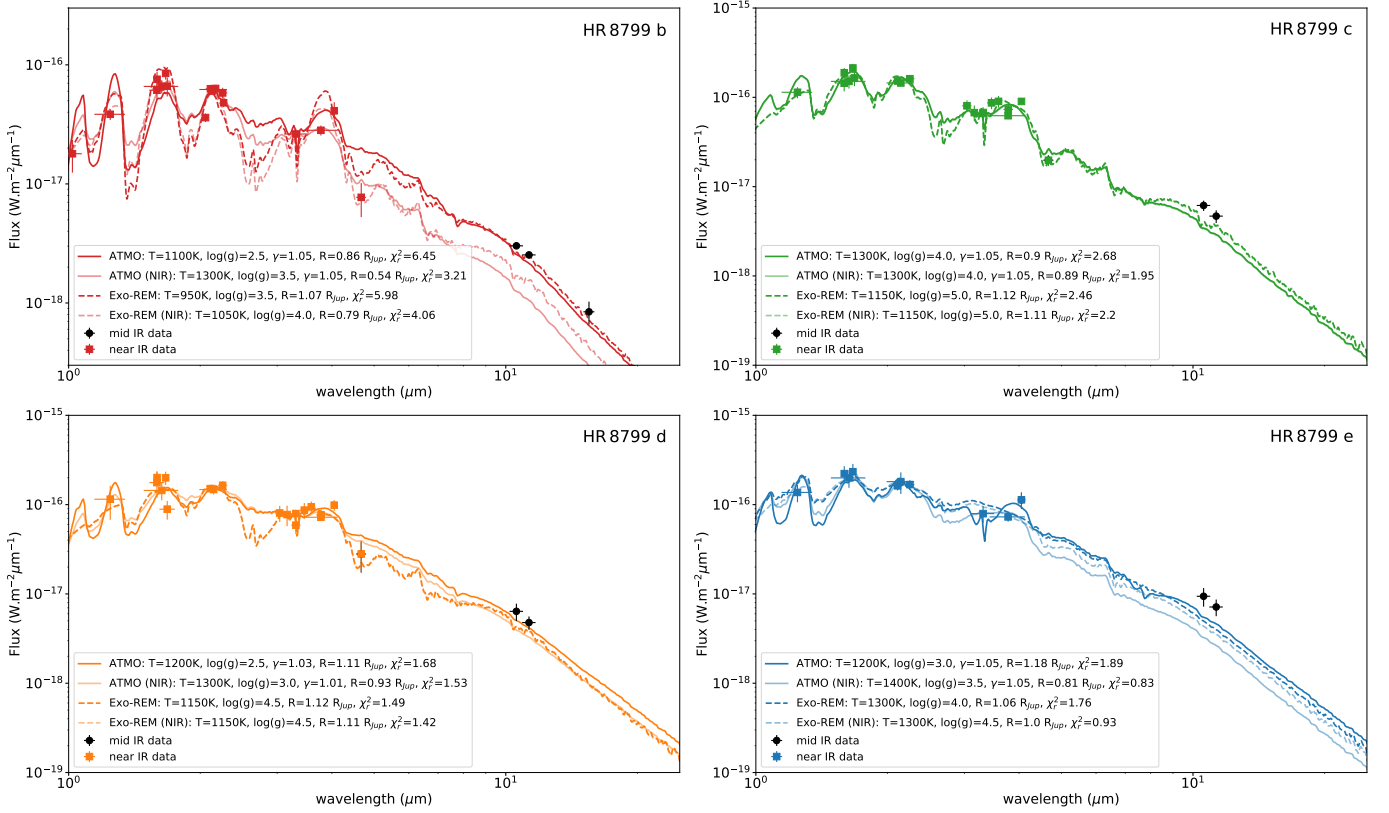 HR 8799 b
Flux (W.m⁻²μm⁻¹)
10⁻¹⁶
10⁻¹⁷
10⁻¹⁸
ATMO: T=1100K, log(g)=2.5, γ=1.05, R=0.86 R_Jup, χ²_r=6.45
ATMO (NIR): T=1300K, log(g)=3.5, γ=1.05, R=0.54 R_Jup, χ²_r=3.21
Exo-REM: T=950K, log(g)=3.5, R=1.07 R_Jup, χ²_r=5.98
Exo-REM (NIR): T=1050K, log(g)=4.0, R=0.79 R_Jup, χ²_r=4.06
mid IR data
near IR data
10⁰
10¹
wavelength (μm)
HR 8799 c
Flux (W.m⁻²μm⁻¹)
10⁻¹⁵
10⁻¹⁶
10⁻¹⁷
10⁻¹⁸
10⁻¹⁹
ATMO: T=1300K, log(g)=4.0, γ=1.05, R=0.9 R_Jup, χ²_r=2.68
ATMO (NIR): T=1300K, log(g)=4.0, γ=1.05, R=0.89 R_Jup, χ²_r=1.95
Exo-REM: T=1150K, log(g)=5.0, R=1.12 R_Jup, χ²_r=2.46
Exo-REM (NIR): T=1150K, log(g)=5.0, R=1.11 R_Jup, χ²_r=2.2
mid IR data
near IR data
10⁰
10¹
wavelength (μm)
HR 8799 d
Flux (W.m⁻²μm⁻¹)
10⁻¹⁵
10⁻¹⁶
10⁻¹⁷
10⁻¹⁸
10⁻¹⁹
ATMO: T=1200K, log(g)=2.5, γ=1.03, R=1.11 R_Jup, χ²_r=1.68
ATMO (NIR): T=1300K, log(g)=3.0, γ=1.01, R=0.93 R_Jup, χ²_r=1.53
Exo-REM: T=1150K, log(g)=4.5, R=1.12 R_Jup, χ²_r=1.49
Exo-REM (NIR): T=1150K, log(g)=4.5, R=1.11 R_Jup, χ²_r=1.42
mid IR data
near IR data
10⁰
10¹
wavelength (μm)
HR 8799 e
Flux (W.m⁻²μm⁻¹)
10⁻¹⁵
10⁻¹⁶
10⁻¹⁷
10⁻¹⁸
10⁻¹⁹
ATMO: T=1200K, log(g)=3.0, γ=1.05, R=1.18 R_Jup, χ²_r=1.89
ATMO (NIR): T=1400K, log(g)=3.5, γ=1.05, R=0.81 R_Jup, χ²_r=0.83
Exo-REM: T=1300K, log(g)=4.0, R=1.06 R_Jup, χ²_r=1.76
Exo-REM (NIR): T=1300K, log(g)=4.5, R=1.0 R_Jup, χ²_r=0.93
mid IR data
near IR data
10⁰
10¹
wavelength (μm)